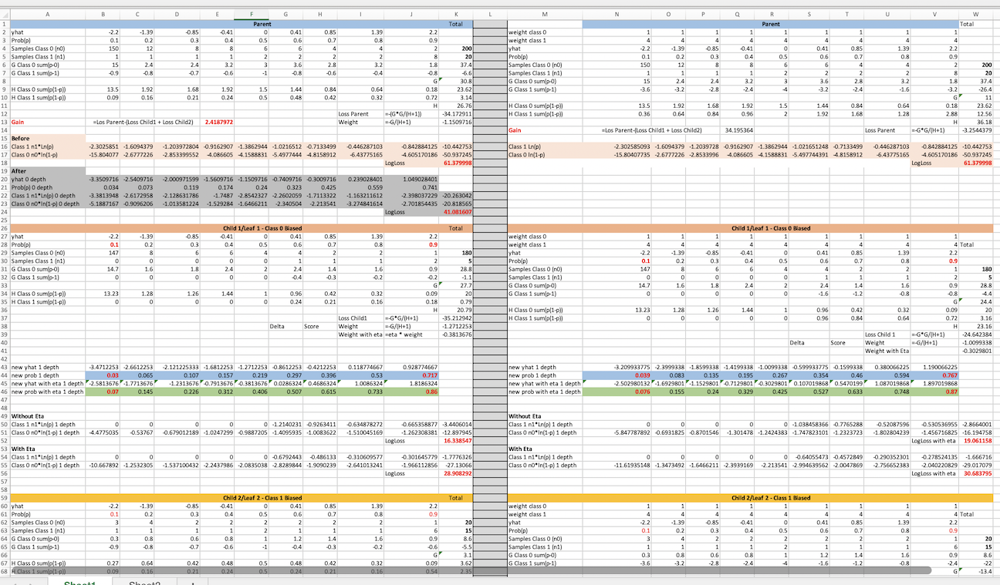 A B C D E F G H I J K L M N O P Q R S T U V W
1 Parent Total Parent Total
2 yhat -2.2 -1.39 -0.85 -0.41 0 0.41 0.85 1.39 2.2 weight class 0 1 1 1 1 1 1 1 1 1
3 Prob(p) 0.1 0.2 0.3 0.4 0.5 0.6 0.7 0.8 0.9 weight class 1 4 4 4 4 4 4 4 4 4
4 Samples Class 0 (n0) 150 12 8 8 6 6 4 4 2 200 yhat -2.2 -1.39 -0.85 -0.41 0 0.41 0.85 1.39 2.2
5 Samples Class 1 (n1) 1 1 1 1 2 2 2 2 8 20 Prob(p) 0.1 0.2 0.3 0.4 0.5 0.6 0.7 0.8 0.9
6 G Class 0 sum(p-0) 15 2.4 2.4 3.2 3 3.6 2.8 3.2 1.8 37.4 Samples Class 0 (n0) 150 12 8 8 6 6 4 4 2 200
7 G Class 1 sum(p-1) -0.9 -0.8 -0.7 -0.6 -1 -0.8 -0.6 -0.4 -0.8 -6.6 Samples Class 1 (n1) 1 1 1 1 2 2 2 2 8 20
8 G 30.8 G Class 0 sum(p-0) 15 2.4 2.4 3.2 3 3.6 2.8 3.2 1.8 37.4
9 H Class 0 sum(p(1-p)) 13.5 1.92 1.68 1.92 1.5 1.44 0.84 0.64 0.18 23.62 G Class 1 sum(p-1) -3.6 -3.2 -2.8 -2.4 -4 -3.2 -2.4 -1.6 -3.2 -26.4
10 H Class 1 sum(p(1-p)) 0.09 0.16 0.21 0.24 0.5 0.48 0.42 0.32 0.72 3.14 G 11
11 H 26.76 H Class 0 sum(p(1-p)) 13.5 1.92 1.68 1.92 1.5 1.44 0.84 0.64 0.18 23.62
12 Loss Parent =-(G*G/(H+1)) -34.172911 H Class 1 sum(p(1-p)) 0.36 0.64 0.84 0.96 2 1.92 1.68 1.28 2.88 12.56
13 Gain =Los Parent-(Loss Child1 + Loss Child2) 2.4187972 Weight =-G/(H+1) -1.1509716 H 36.18
14 Gain =Los Parent-(Loss Child1 + Loss Child2) 34.195364 Loss Parent =-G*G/(H+1) -3.2544379
15 Before
16 Class 1 n1*Ln(p) -2.3025851 -1.6094379 -1.203972804 -0.9162907 -1.3862944 -1.0216512 -0.7133499 -0.446287103 -0.842884125 -10.442753 Class 1 Ln(p) -2.302585093 -1.6094379 -1.2039728 -0.9162907 -1.3862944 -1.021651248 -0.7133499 -0.446287103 -0.842884125 -10.442753
17 Class 0 n0*ln(1-p) -15.804077 -2.6777226 -2.853399552 -4.086605 -4.1588831 -5.4977444 -4.8158912 -6.43775165 -4.605170186 -50.937245 Class 0 ln(1-p) -15.80407735 -2.6777226 -2.8533996 -4.086605 -4.1588831 -5.497744391 -4.8158912 -6.43775165 -4.605170186 -50.937245
18 LogLoss 61.379998 LogLoss 61.379998
19 After
20 yhat 0 depth -3.3509716 -2.5409716 -2.000971599 -1.5609716 -1.1509716 -0.7409716 -0.3009716 0.239028401 1.049028401
21 Prob(p) 0 depth 0.034 0.073 0.119 0.174 0.24 0.323 0.425 0.559 0.741
22 Class 1 n1*Ln(p) 0 depth -3.3813948 -2.6172958 -2.128631786 -1.7487 -2.8542327 -2.2602059 -1.7113322 -1.163211612 -2.398037229 -20.263042
23 Class 0 n0*ln(1-p) 0 depth -5.1887167 -0.9096206 -1.013581224 -1.529284 -1.6466211 -2.340504 -2.213541 -3.274841614 -2.701854435 -20.818565
24 LogLoss 41.081607
25
26 Child 1/Leaf 1 - Class 0 Biased Total Child 1/Leaf 1 - Class 0 Biased
27 yhat -2.2 -1.39 -0.85 -0.41 0 0.41 0.85 1.39 2.2 weight class 0 1 1 1 1 1 1 1 1 1
28 Prob(p) 0.1 0.2 0.3 0.4 0.5 0.6 0.7 0.8 0.9 weight class 1 4 4 4 4 4 4 4 4 4 Total
29 Samples Class 0 (n0) 147 8 6 6 4 4 2 2 1 180 yhat -2.2 -1.39 -0.85 -0.41 0 0.41 0.85 1.39 2.2
30 Samples Class 1 (n1) 0 0 0 0 0 1 1 1 2 5 Prob(p) 0.1 0.2 0.3 0.4 0.5 0.6 0.7 0.8 0.9
31 G Class 0 sum(p-0) 14.7 1.6 1.8 2.4 2 2.4 1.4 1.6 0.9 28.8 Samples Class 0 (n0) 147 8 6 6 4 4 2 2 1 180
32 G Class 1 sum(p-1) 0 0 0 0 0 -0.4 -0.3 -0.2 -0.2 -1.1 Samples Class 1 (n1) 0 0 0 0 0 1 1 1 2 5
33 G 27.7 G Class 0 sum(p-0) 14.7 1.6 1.8 2.4 2 2.4 1.4 1.6 0.9 28.8
34 H Class 0 sum(p(1-p)) 13.23 1.28 1.26 1.44 1 0.96 0.42 0.32 0.09 20 G Class 1 sum(p-1) 0 0 0 0 0 -1.6 -1.2 -0.8 -0.8 -4.4
35 H Class 1 sum(p(1-p)) 0 0 0 0 0 0.24 0.21 0.16 0.18 0.79 G 24.4
36 H 20.79 H Class 0 sum(p(1-p)) 13.23 1.28 1.26 1.44 1 0.96 0.42 0.32 0.09 20
37 Loss Child1 =-G*G/(H+1) -35.212942 H Class 1 sum(p(1-p)) 0 0 0 0 0 0.96 0.84 0.64 0.72 3.16
38 Delta Score Weight =-G/(H+1) -1.2712253 H 23.16
39 Weight with eta =eta * weight -0.3813676 Loss Child 1 =-G*G/(H+1) -24.642384
40 Delta Score Weight =-G/(H+1) -1.0099338
41 Weight with Eta -0.3029801
42
43 new yhat 1 depth -3.4712253 -2.6612253 -2.121225333 -1.6812253 -1.2712253 -0.8612253 -0.4212253 0.118774667 0.928774667 new yhat 1 depth -3.209933775 -2.3999338 -1.8599338 -1.4199338 -1.0099338 -0.599933775 -0.1599338 0.380066225 1.190066225
44 new prob 1 depth 0.03 0.065 0.107 0.157 0.219 0.297 0.396 0.53 0.717 new prob 1 depth 0.039 0.083 0.135 0.195 0.267 0.354 0.46 0.594 0.767
45 new yhat with eta 1 depth -2.5813676 -1.7713676 -1.2313676 -0.7913676 -0.3813676 0.0286324 0.4686324 1.0086324 1.8186324 new yhat with eta 1 depth -2.502980132 -1.6929801 -1.1529801 -0.7129801 -0.3029801 0.107019868 0.5470199 1.087019868 1.897019868
46 new prob with eta 1 depth 0.07 0.145 0.226 0.312 0.406 0.507 0.615 0.733 0.86 new prob with eta 1 depth 0.076 0.155 0.24 0.329 0.425 0.527 0.633 0.748 0.87
47
48
49 Without Eta Without Eta
50 Class 1 n1*Ln(p) 1 depth 0 0 0 0 0 -1.2140231 -0.9263411 -0.634878272 -0.665358877 -3.4406014 Class 1 n1*Ln(p) 1 depth 0 0 0 0 0 -1.038458366 -0.7765288 -0.52087596 -0.530536955 -2.8664001
51 Class 0 n0*ln(1-p) 1 depth -4.4775035 -0.53767 -0.679012189 -1.0247299 -0.9887205 -1.4095935 -1.0083622 -1.510045169 -1.262308381 -12.897945 Class 0 n0*ln(1-p) 1 depth -5.847787892 -0.6931825 -0.8701546 -1.301478 -1.2424383 -1.747823101 -1.2323723 -1.802804239 -1.456716825 -16.194758
52 LogLoss 16.338547 LogLoss with eta 19.061158
53 With Eta With Eta
54 Class 1 n1*Ln(p) 1 depth 0 0 0 0 0 -0.6792443 -0.486133 -0.310609577 -0.301645779 -1.7776326 Class 1 n1*Ln(p) 1 depth 0 0 0 0 0 -0.64055473 -0.4572849 -0.290352301 -0.278524135 -1.666716
55 Class 0 n0*ln(1-p) 1 depth -10.667892 -1.2532305 -1.537100432 -2.2437986 -2.0835038 -2.8289844 -1.9090239 -2.641013241 -1.966112856 -27.13066 Class 0 n0*ln(1-p) 1 depth -11.61935148 -1.3473492 -1.6466211 -2.3939169 -2.213541 -2.994639562 -2.0047869 -2.756652383 -2.040220829 -29.017079
56 LogLoss 28.908292 LogLoss with eta 30.683795
57
58
59 Child 2/Leaf 2 - Class 1 Biased Total Child 2/Leaf 2 - Class 1 Biased
60 yhat -2.2 -1.39 -0.85 -0.41 0 0.41 0.85 1.39 2.2 weight class 0 1 1 1 1 1 1 1 1 1
61 Prob(p) 0.1 0.2 0.3 0.4 0.5 0.6 0.7 0.8 0.9 weight class 1 4 4 4 4 4 4 4 4 4 Total
62 Samples Class 0 (n0) 3 4 2 2 2 2 2 2 1 20 yhat -2.2 -1.39 -0.85 -0.41 0 0.41 0.85 1.39 2.2
63 Samples Class 1 (n1) 1 1 1 1 2 1 1 1 6 15 Prob(p) 0.1 0.2 0.3 0.4 0.5 0.6 0.7 0.8 0.9
64 G Class 0 sum(p-0) 0.3 0.8 0.6 0.8 1 1.2 1.4 1.6 0.9 8.6 Samples Class 0 (n0) 3 4 2 2 2 2 2 2 1 20
65 G Class 1 sum(p-1) -0.9 -0.8 -0.7 -0.6 -1 -0.4 -0.3 -0.2 -0.6 -5.5 Samples Class 1 (n1) 1 1 1 1 2 1 1 1 6 15
66 G 3.1 G Class 0 sum(p-0) 0.3 0.8 0.6 0.8 1 1.2 1.4 1.6 0.9 8.6
67 H Class 0 sum(p(1-p)) 0.27 0.64 0.42 0.48 0.5 0.48 0.42 0.32 0.09 3.62 G Class 1 sum(p-1) -3.6 -3.2 -2.8 -2.4 -4 -1.6 -1.2 -0.8 -2.4 -22
68 H Class 1 sum(p(1-p)) 0.09 0.16 0.21 0.24 0.5 0.24 0.21 0.16 0.54 2.35 G -13.4
Sheet1 Sheet2 +